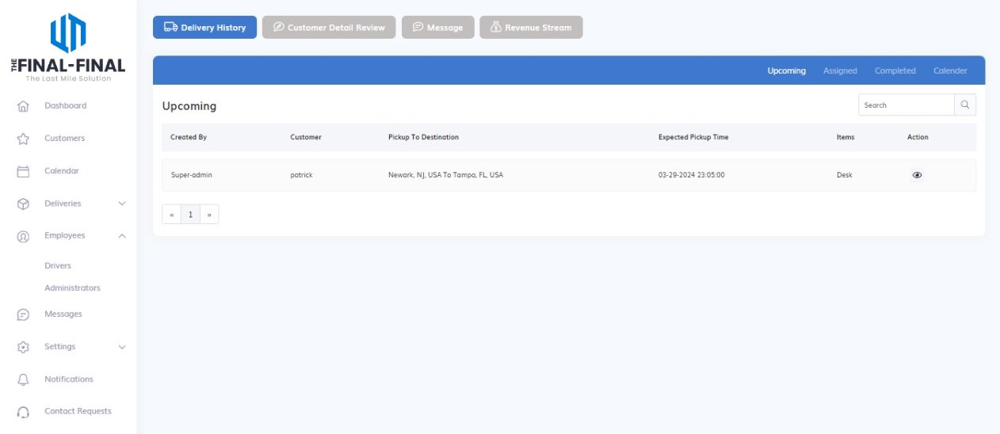 THE FINAL-FINAL
The Last Mile Solution
Dashboard
Customers
Calendar
Deliveries
Employees
Drivers
Administrators
Messages
Settings
Notifications
Contact Requests
Delivery History Customer Detail Review Message Revenue Stream
Upcoming Assigned Completed Calender
Upcoming
Search
Created By Customer Pickup To Destination Expected Pickup Time Items Action
Super-admin patrick Newark, NJ, USA To Tampa, FL, USA 03-29-2024 23:05:00 Desk
« 1 »